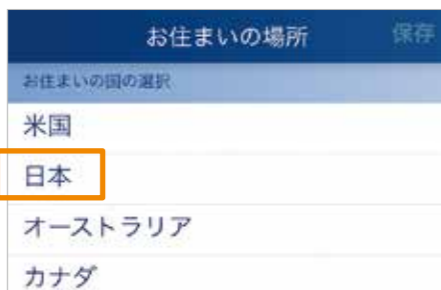 お住まいの場所 保存
お住まいの国の選択
米国
日本
オーストラリア
カナダ